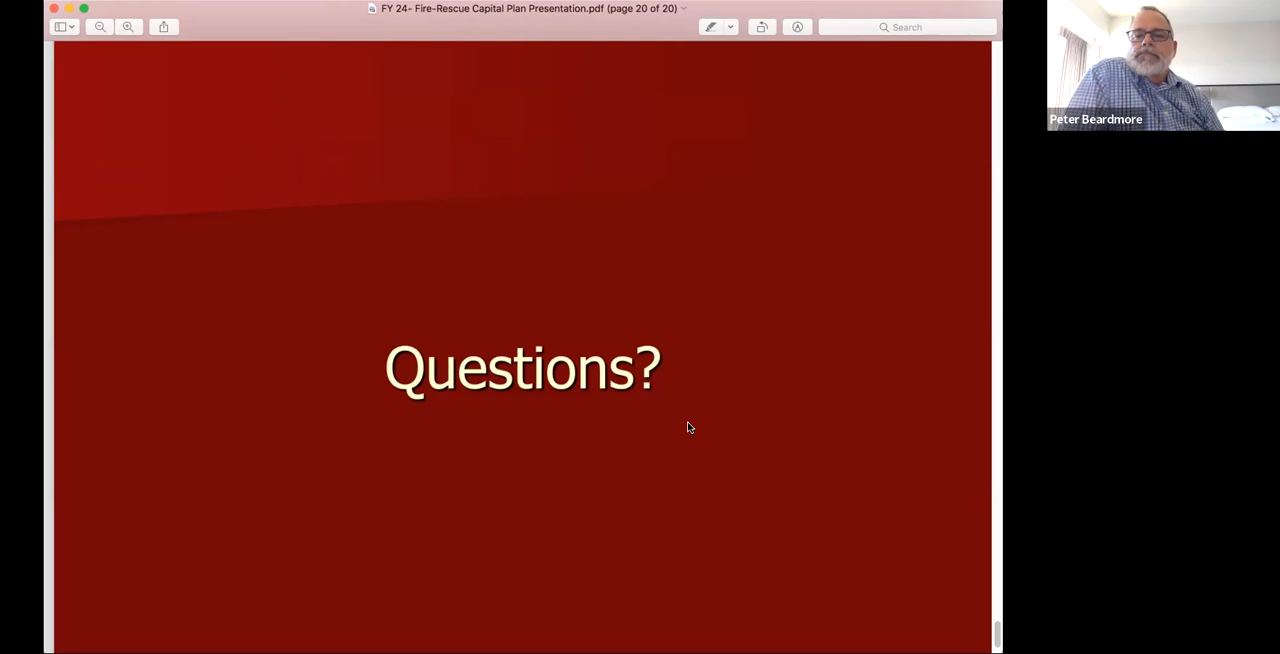 FY 24- Fire-Rescue Capital Plan Presentation.pdf (page 20 of 20)
Search
Peter Beardmore
Questions?